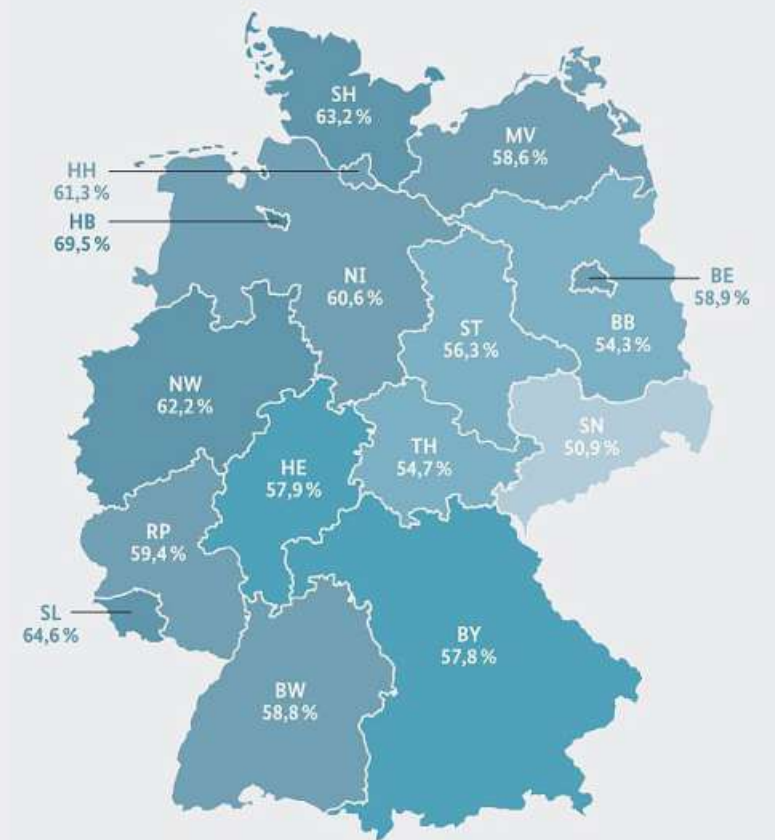 SH
63,2 %
MV
58,6 %
HH
61,3 %
HB
69,5 %
NI
60,6 %
BE
58,9 %
ST
56,3 %
BB
54,3 %
NW
62,2 %
SN
50,9 %
HE
57,9 %
TH
54,7 %
RP
59,4 %
SL
64,6 %
BY
57,8 %
BW
58,8 %